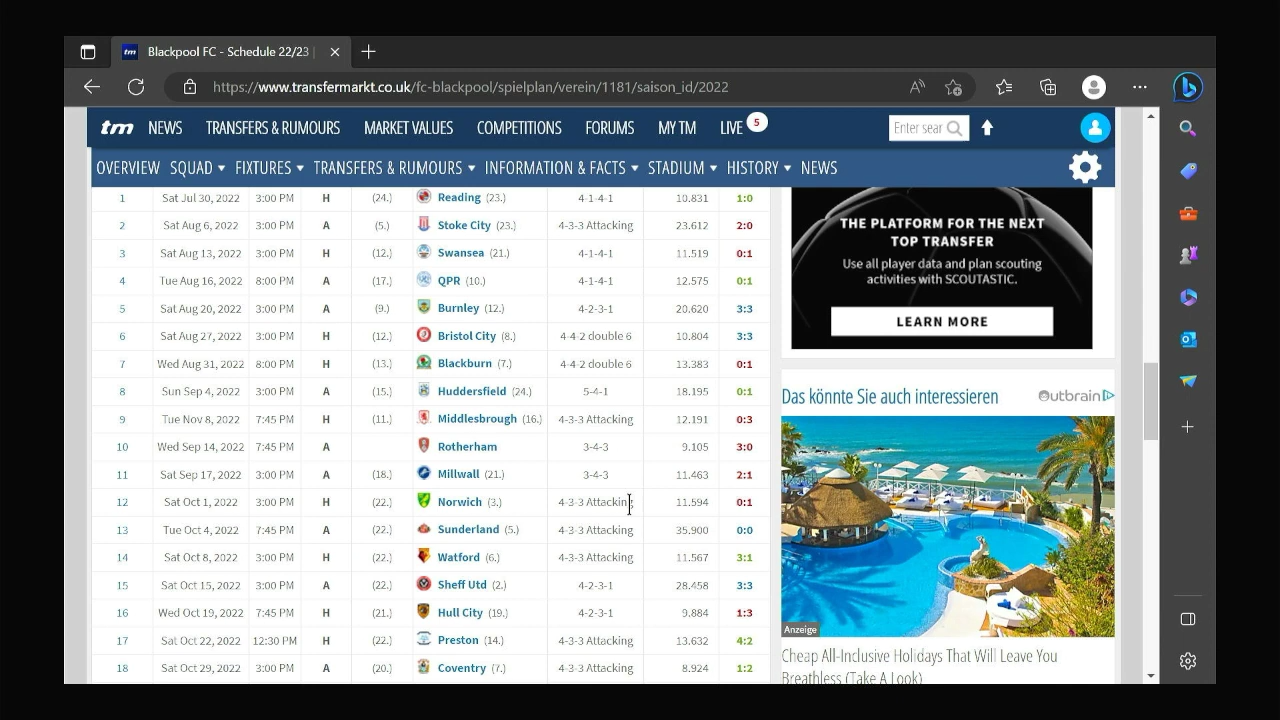 tm Blackpool FC - Schedule 22/23 |
https://www.transfermarkt.co.uk/fc-blackpool/spielplan/verein/1181/saison_id/2022
tm NEWS TRANSFERS & RUMOURS MARKET VALUES COMPETITIONS FORUMS MY TM LIVE 5 Enter sear
OVERVIEW SQUAD FIXTURES TRANSFERS & RUMOURS INFORMATION & FACTS STADIUM HISTORY NEWS
1 Sat Jul 30, 2022 3:00 PM H (24.) Reading (23.) 4-1-4-1 10.831 1:0
2 Sat Aug 6, 2022 3:00 PM A (5.) Stoke City (23.) 4-3-3 Attacking 23.612 2:0
3 Sat Aug 13, 2022 3:00 PM H (12.) Swansea (21.) 4-1-4-1 11.519 0:1
4 Tue Aug 16, 2022 8:00 PM A (17.) QPR (10.) 4-1-4-1 12.575 0:1
5 Sat Aug 20, 2022 3:00 PM A (9.) Burnley (12.) 4-2-3-1 20.620 3:3
6 Sat Aug 27, 2022 3:00 PM H (12.) Bristol City (8.) 4-4-2 double 6 10.804 3:3
7 Wed Aug 31, 2022 8:00 PM H (13.) Blackburn (7.) 4-4-2 double 6 13.383 0:1
8 Sun Sep 4, 2022 3:00 PM A (15.) Huddersfield (24.) 5-4-1 18.195 0:1
9 Tue Nov 8, 2022 7:45 PM H (11.) Middlesbrough (16.) 4-3-3 Attacking 12.191 0:3
10 Wed Sep 14, 2022 7:45 PM A Rotherham 3-4-3 9.105 3:0
11 Sat Sep 17, 2022 3:00 PM A (18.) Millwall (21.) 3-4-3 11.463 2:1
12 Sat Oct 1, 2022 3:00 PM H (22.) Norwich (3.) 4-3-3 Attacking 11.594 0:1
13 Tue Oct 4, 2022 7:45 PM A (22.) Sunderland (5.) 4-3-3 Attacking 35.900 0:0
14 Sat Oct 8, 2022 3:00 PM H (22.) Watford (6.) 4-3-3 Attacking 11.567 3:1
15 Sat Oct 15, 2022 3:00 PM A (22.) Sheff Utd (2.) 4-2-3-1 28.458 3:3
16 Wed Oct 19, 2022 7:45 PM H (21.) Hull City (19.) 4-2-3-1 9.884 1:3
17 Sat Oct 22, 2022 12:30 PM H (22.) Preston (14.) 4-3-3 Attacking 13.632 4:2
18 Sat Oct 29, 2022 3:00 PM A (20.) Coventry (7.) 4-3-3 Attacking 8.924 1:2
THE PLATFORM FOR THE NEXT
TOP TRANSFER
Use all player data and plan scouting
activities with SCOUTASTIC.
LEARN MORE
Das könnte Sie auch interessieren Outbrain
Anzeige
Cheap All-Inclusive Holidays That Will Leave You
Breathless (Take A Look)